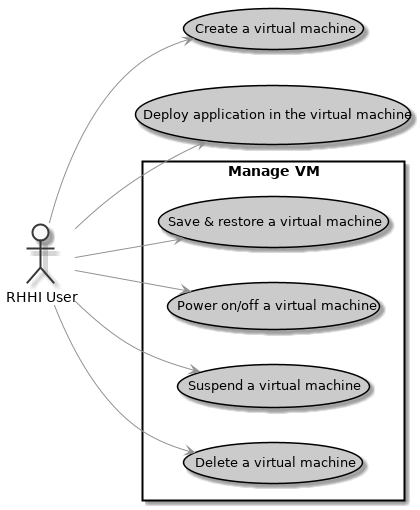 Create a virtual machine
Deploy application in the virtual machine
Manage VM
Save & restore a virtual machine
RHHI User
Power on/off a virtual machine
Suspend a virtual machine
Delete a virtual machine